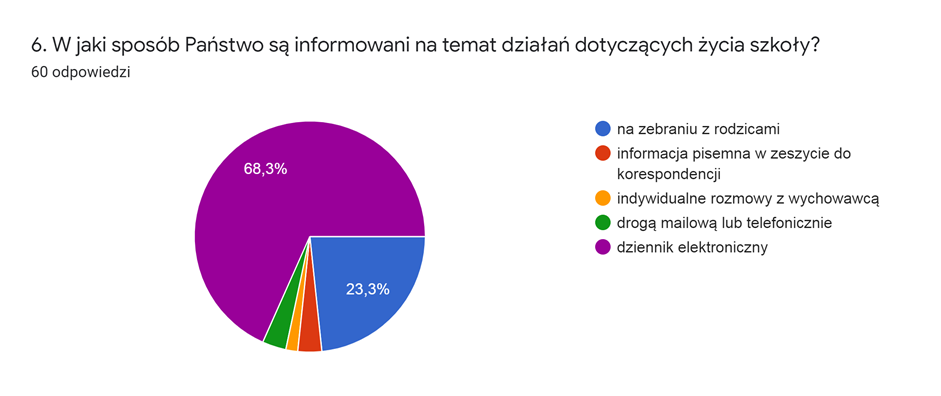 6. W jaki sposób Państwo są informowani na temat działań dotyczących życia szkoły?
60 odpowiedzi
68,3%
23,3%
na zebraniu z rodzicami
informacja pisemna w zeszycie do
korespondencji
indywidualne rozmowy z wychowawcą
drogą mailową lub telefonicznie
dziennik elektroniczny